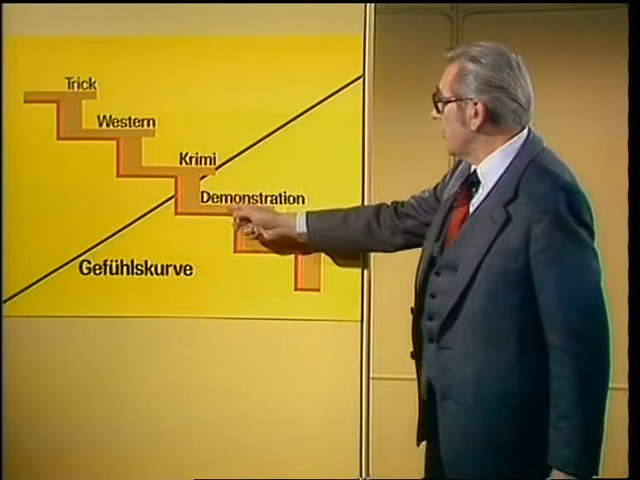 Trick
Western
Krimi
Demonstration
Gefühlskurve